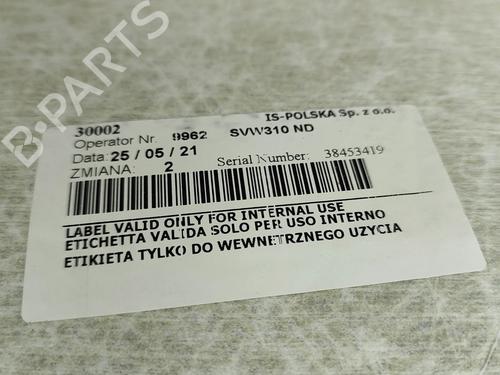 B-PARTS
IS-POLSKA Sp. z o.o.
30002
Operator Nr. 9962 SVW310 ND
Data: 25 / 05 / 21
ZMIANA: 2 Serial Number: 38453419
LABEL VALID ONLY FOR INTERNAL USE
ETICHETTA VALIDA SOLO PER USO INTERNO
ETIKIETA TYLKO DO WEWNETRZNEGO UZYCIA